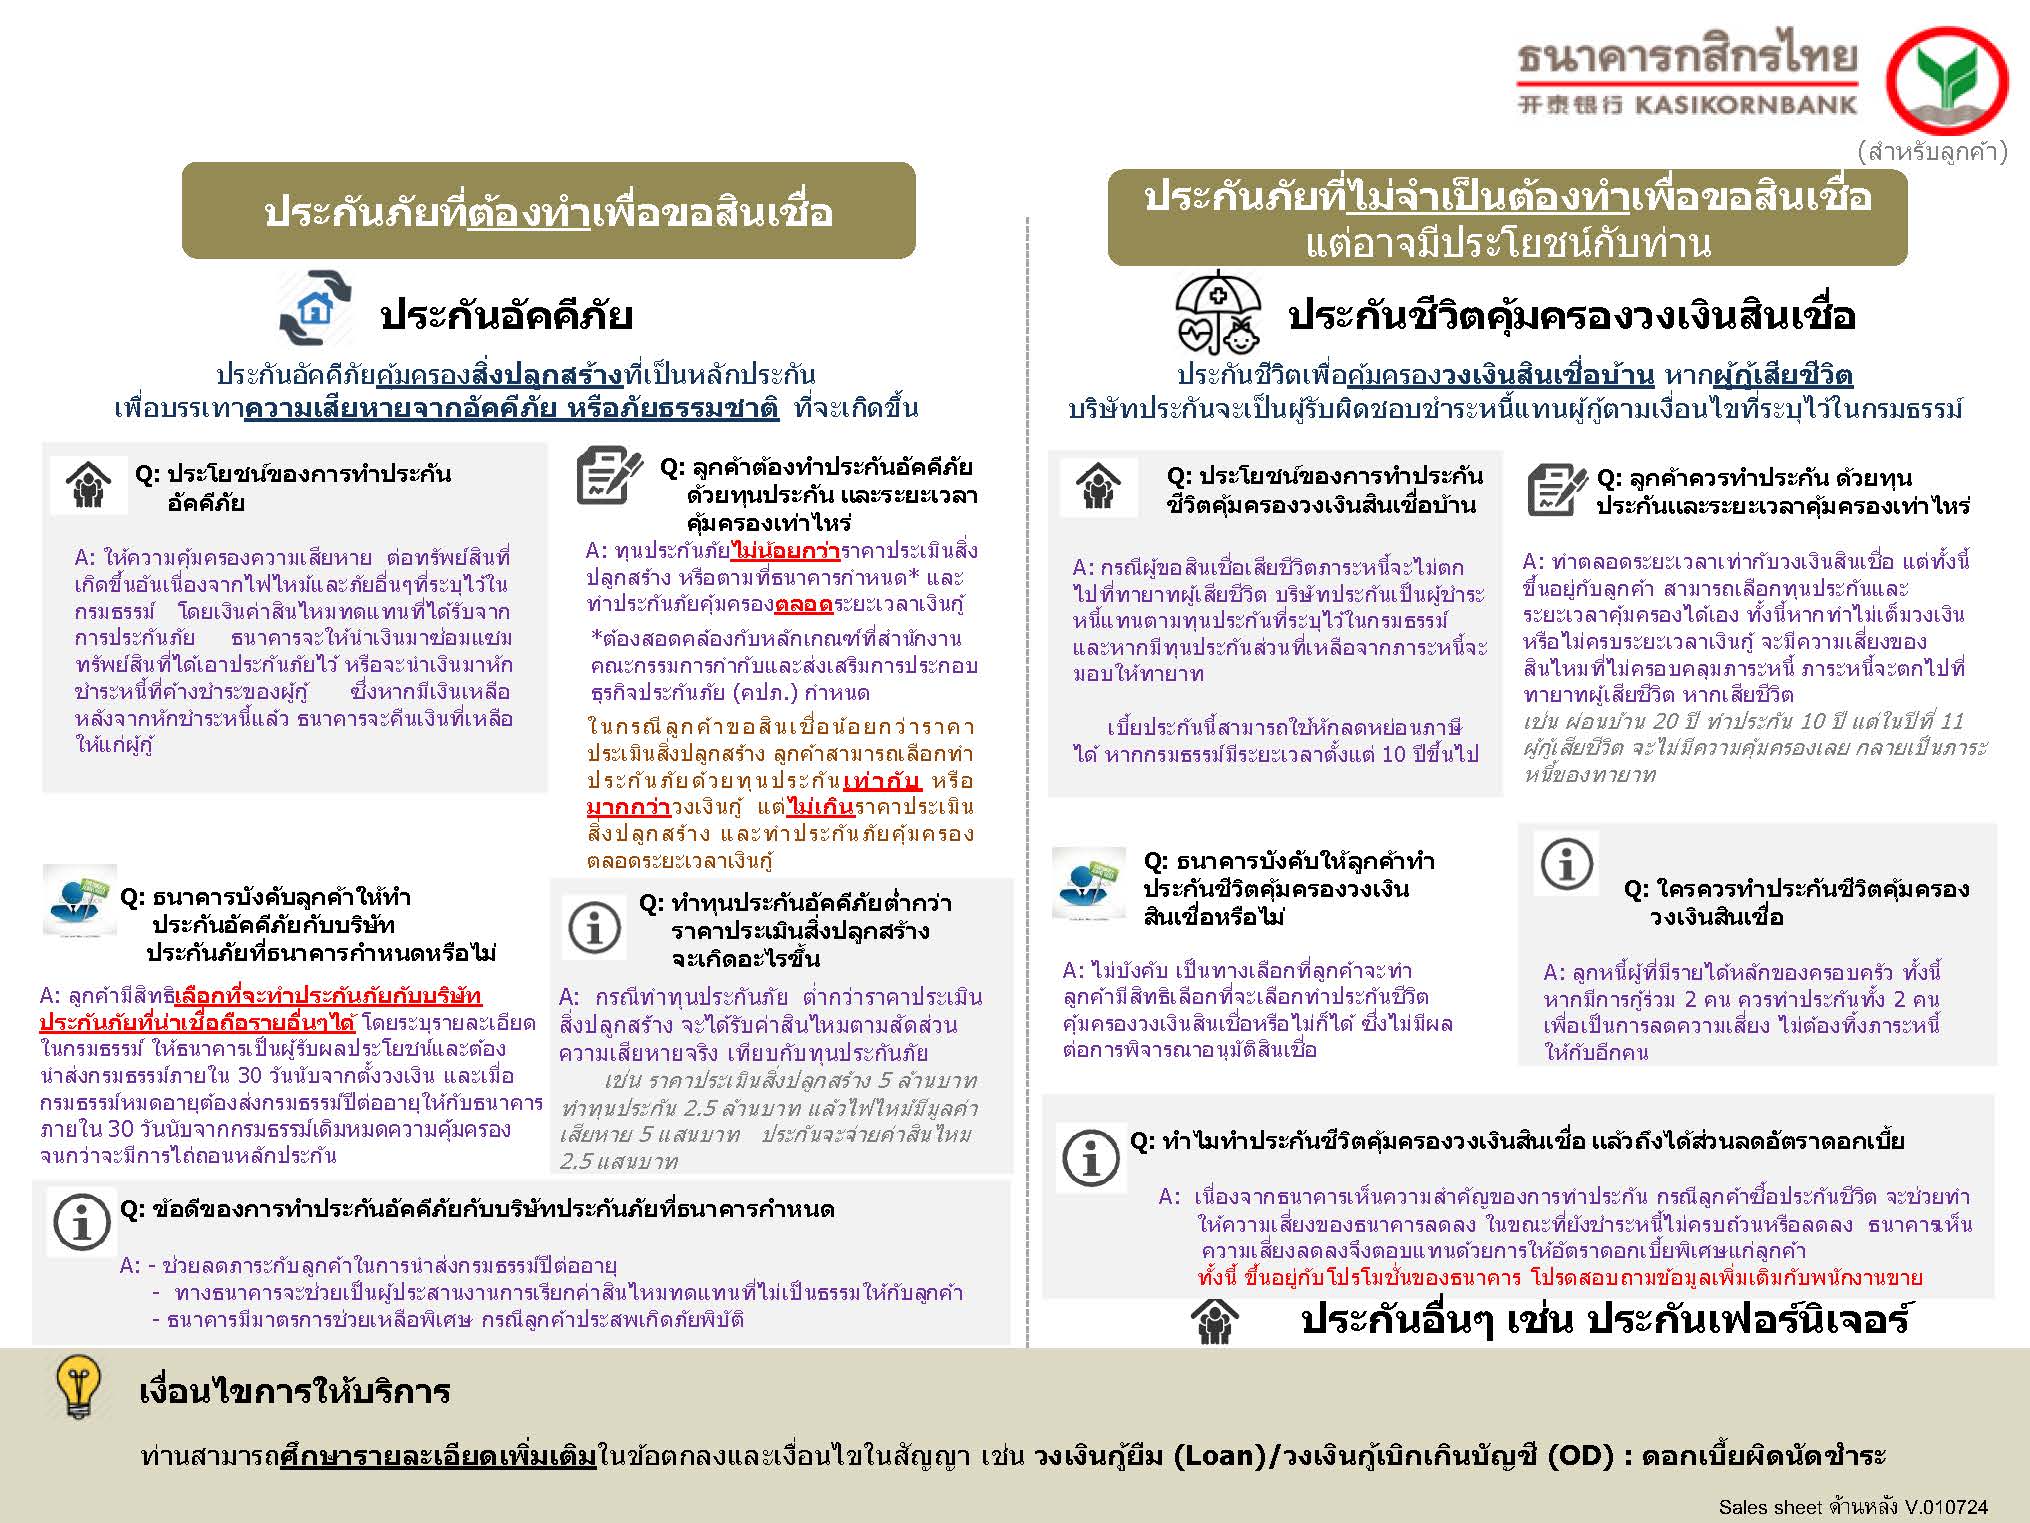 ธนาคารกสิกรไทย
开泰银行 KASIKORNBANK
(สำหรับลูกค้า)
ประกันภัยที่ต้องทำเพื่อขอสินเชื่อ
ประกันอัคคีภัย
ประกันอัคคีภัยคุ้มครองสิ่งปลูกสร้างที่เป็นหลักประกัน
เพื่อบรรเทาความเสียหายจากอัคคีภัย หรือภัยธรรมชาติ ที่จะเกิดขึ้น
Q: ประโยชน์ของการทำประกัน
อัคคีภัย
A: ให้ความคุ้มครองความเสียหาย ต่อทรัพย์สินที่
เกิดขึ้นอันเนื่องจากไฟไหม้และภัยอื่นๆที่ระบุไว้ใน
กรมธรรม์ โดยเงินค่าสินไหมทดแทนที่ได้รับจาก
การประกันภัย ธนาคารจะให้นำเงินมาซ่อมแซม
ทรัพย์สินที่ได้เอาประกันภัยไว้ หรือจะนำเงินมาหัก
ชำระหนี้ที่ค้างชำระของผู้กู้ ซึ่งหากมีเงินเหลือ
หลังจากหักชำระหนี้แล้ว ธนาคารจะคืนเงินที่เหลือ
ให้แก่ผู้กู้
Q: ลูกค้าต้องทำประกันอัคคีภัย
ด้วยทุนประกัน และระยะเวลา
คุ้มครองเท่าไหร่
A: ทุนประกันภัยไม่น้อยกว่าราคาประเมินสิ่ง
ปลูกสร้าง หรือตามที่ธนาคารกำหนด* และ
ทำประกันภัยคุ้มครองตลอดระยะเวลาเงินกู้
*ต้องสอดคล้องกับหลักเกณฑ์ที่สำนักงาน
คณะกรรมการกำกับและส่งเสริมการประกอบ
ธุรกิจประกันภัย (คปภ.) กำหนด
ในกรณีลูกค้าขอสินเชื่อน้อยกว่าราคา
ประเมินสิ่งปลูกสร้าง ลูกค้าสามารถเลือกทำ
ประกันภัยด้วยทุนประกันเท่ากับ หรือ
มากกว่าวงเงินกู้ แต่ไม่เกินราคาประเมิน
สิ่งปลูกสร้าง และทำประกันภัยคุ้มครอง
ตลอดระยะเวลาเงินกู้
Q: ธนาคารบังคับลูกค้าให้ทำ
ประกันอัคคีภัยกับบริษัท
ประกันภัยที่ธนาคารกำหนดหรือไม่
A: ลูกค้ามีสิทธิเลือกที่จะทำประกันภัยกับบริษัท
ประกันภัยที่น่าเชื่อถือรายอื่นๆได้ โดยระบุรายละเอียด
ในกรมธรรม์ ให้ธนาคารเป็นผู้รับผลประโยชน์และต้อง
นำส่งกรมธรรม์ภายใน 30 วันนับจากตั้งวงเงิน และเมื่อ
กรมธรรม์หมดอายุต้องส่งกรมธรรม์ปีต่ออายุให้กับธนาคาร
ภายใน 30 วันนับจากกรมธรรม์เดิมหมดความคุ้มครอง
จนกว่าจะมีการไถ่ถอนหลักประกัน
Q: ทำทุนประกันอัคคีภัยต่ำกว่า
ราคาประเมินสิ่งปลูกสร้าง
จะเกิดอะไรขึ้น
A: กรณีทำทุนประกันภัย ต่ำกว่าราคาประเมิน
สิ่งปลูกสร้าง จะได้รับค่าสินไหมตามสัดส่วน
ความเสียหายจริง เทียบกับทุนประกันภัย
เช่น ราคาประเมินสิ่งปลูกสร้าง 5 ล้านบาท
ทำทุนประกัน 2.5 ล้านบาท แล้วไฟไหม้มีมูลค่า
เสียหาย 5 แสนบาท ประกันจะจ่ายค่าสินไหม
2.5 แสนบาท
Q: ข้อดีของการทำประกันอัคคีภัยกับบริษัทประกันภัยที่ธนาคารกำหนด
A: - ช่วยลดภาระกับลูกค้าในการนำส่งกรมธรรม์ปีต่ออายุ
- ทางธนาคารจะช่วยเป็นผู้ประสานงานการเรียกค่าสินไหมทดแทนที่ไม่เป็นธรรมให้กับลูกค้า
- ธนาคารมีมาตรการช่วยเหลือพิเศษ กรณีลูกค้าประสพเกิดภัยพิบัติ
ประกันภัยที่ไม่จำเป็นต้องทำเพื่อขอสินเชื่อ
แต่อาจมีประโยชน์กับท่าน
ประกันชีวิตคุ้มครองวงเงินสินเชื่อ
ประกันชีวิตเพื่อคุ้มครองวงเงินสินเชื่อบ้าน หากผู้กู้เสียชีวิต
บริษัทประกันจะเป็นผู้รับผิดชอบชำระหนี้แทนผู้กู้ตามเงื่อนไขที่ระบุไว้ในกรมธรรม์
Q: ประโยชน์ของการทำประกัน
ชีวิตคุ้มครองวงเงินสินเชื่อบ้าน
A: กรณีผู้ขอสินเชื่อเสียชีวิตภาระหนี้จะไม่ตก
ไปที่ทายาทผู้เสียชีวิต บริษัทประกันเป็นผู้ชำระ
หนี้แทนตามทุนประกันที่ระบุไว้ในกรมธรรม์
และหากมีทุนประกันส่วนที่เหลือจากภาระหนี้จะ
มอบให้ทายาท
เบี้ยประกันนี้สามารถใช้หักลดหย่อนภาษี
ได้ หากกรมธรรม์มีระยะเวลาตั้งแต่ 10 ปีขึ้นไป
Q: ลูกค้าควรทำประกัน ด้วยทุน
ประกันและระยะเวลาคุ้มครองเท่าไหร่
A: ทำตลอดระยะเวลาเท่ากับวงเงินสินเชื่อ แต่ทั้งนี้
ขึ้นอยู่กับลูกค้า สามารถเลือกทุนประกันและ
ระยะเวลาคุ้มครองได้เอง ทั้งนี้หากทำไม่เต็มวงเงิน
หรือไม่ครบระยะเวลาเงินกู้ จะมีความเสี่ยงของ
สินไหมที่ไม่ครอบคลุมภาระหนี้ ภาระหนี้จะตกไปที่
ทายาทผู้เสียชีวิต หากเสียชีวิต
เช่น ผ่อนบ้าน 20 ปี ทำประกัน 10 ปี แต่ในปีที่ 11
ผู้กู้เสียชีวิต จะไม่มีความคุ้มครองเลย กลายเป็นภาระ
หนี้ของทายาท
Q: ธนาคารบังคับให้ลูกค้าทำ
ประกันชีวิตคุ้มครองวงเงิน
สินเชื่อหรือไม่
A: ไม่บังคับ เป็นทางเลือกที่ลูกค้าจะทำ
ลูกค้ามีสิทธิเลือกที่จะเลือกทำประกันชีวิต
คุ้มครองวงเงินสินเชื่อหรือไม่ก็ได้ ซึ่งไม่มีผล
ต่อการพิจารณาอนุมัติสินเชื่อ
Q: ใครควรทำประกันชีวิตคุ้มครอง
วงเงินสินเชื่อ
A: ลูกหนี้ผู้ที่มีรายได้หลักของครอบครัว ทั้งนี้
หากมีการกู้ร่วม 2 คน ควรทำประกันทั้ง 2 คน
เพื่อเป็นการลดความเสี่ยง ไม่ต้องทิ้งภาระหนี้
ให้กับอีกคน
Q: ทำไมทำประกันชีวิตคุ้มครองวงเงินสินเชื่อ แล้วถึงได้ส่วนลดอัตราดอกเบี้ย
A: เนื่องจากธนาคารเห็นความสำคัญของการทำประกัน กรณีลูกค้าซื้อประกันชีวิต จะช่วยทำ
ให้ความเสี่ยงของธนาคารลดลง ในขณะที่ยังชำระหนี้ไม่ครบถ้วนหรือลดลง ธนาคารเห็น
ความเสี่ยงลดลงจึงตอบแทนด้วยการให้อัตราดอกเบี้ยพิเศษแก่ลูกค้า
ทั้งนี้ ขึ้นอยู่กับโปรโมชั่นของธนาคาร โปรดสอบถามข้อมูลเพิ่มเติมกับพนักงานขาย
ประกันอื่นๆ เช่น ประกันเฟอร์นิเจอร์
เงื่อนไขการให้บริการ
ท่านสามารถศึกษารายละเอียดเพิ่มเติมในข้อตกลงและเงื่อนไขในสัญญา เช่น วงเงินกู้ยืม (Loan)/วงเงินกู้เบิกเกินบัญชี (OD) : ดอกเบี้ยผิดนัดชำระ
Sales sheet ด้านหลัง V.010724